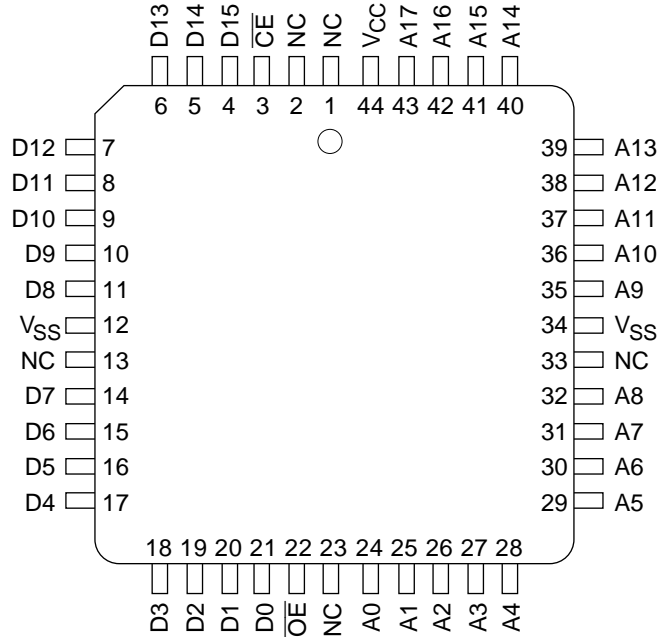 D13 D14 D15 C̅E̅ NC NC VCC A17 A16 A15 A14
6 5 4 3 2 1 44 43 42 41 40
D12 7 39 A13
D11 8 38 A12
D10 9 37 A11
D9 10 36 A10
D8 11 35 A9
VSS 12 34 VSS
NC 13 33 NC
D7 14 32 A8
D6 15 31 A7
D5 16 30 A6
D4 17 29 A5
18 19 20 21 22 23 24 25 26 27 28
D3 D2 D1 D0 O̅E̅ NC A0 A1 A2 A3 A4